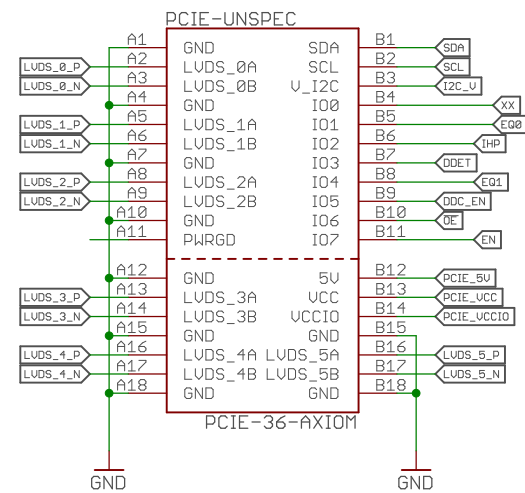 PCIE-UNSPEC
A1 GND SDA B1 SDA
LVDS_0_P A2 LVDS_0A SCL B2 SCL
LVDS_0_N A3 LVDS_0B V_I2C B3 I2C_V
A4 GND IO0 B4 XX
LVDS_1_P A5 LVDS_1A IO1 B5 EQ0
LVDS_1_N A6 LVDS_1B IO2 B6 IHP
A7 GND IO3 B7 DDET
LVDS_2_P A8 LVDS_2A IO4 B8 EQ1
LVDS_2_N A9 LVDS_2B IO5 B9 DDC_EN
A10 GND IO6 B10 OE
A11 PWRGD IO7 B11 EN
A12 GND 5V B12 PCIE_5V
LVDS_3_P A13 LVDS_3A VCC B13 PCIE_VCC
LVDS_3_N A14 LVDS_3B VCCIO B14 PCIE_VCCIO
A15 GND GND B15
LVDS_4_P A16 LVDS_4A LVDS_5A B16 LVDS_5_P
LVDS_4_N A17 LVDS_4B LVDS_5B B17 LVDS_5_N
A18 GND GND B18
PCIE-36-AXIOM
GND GND